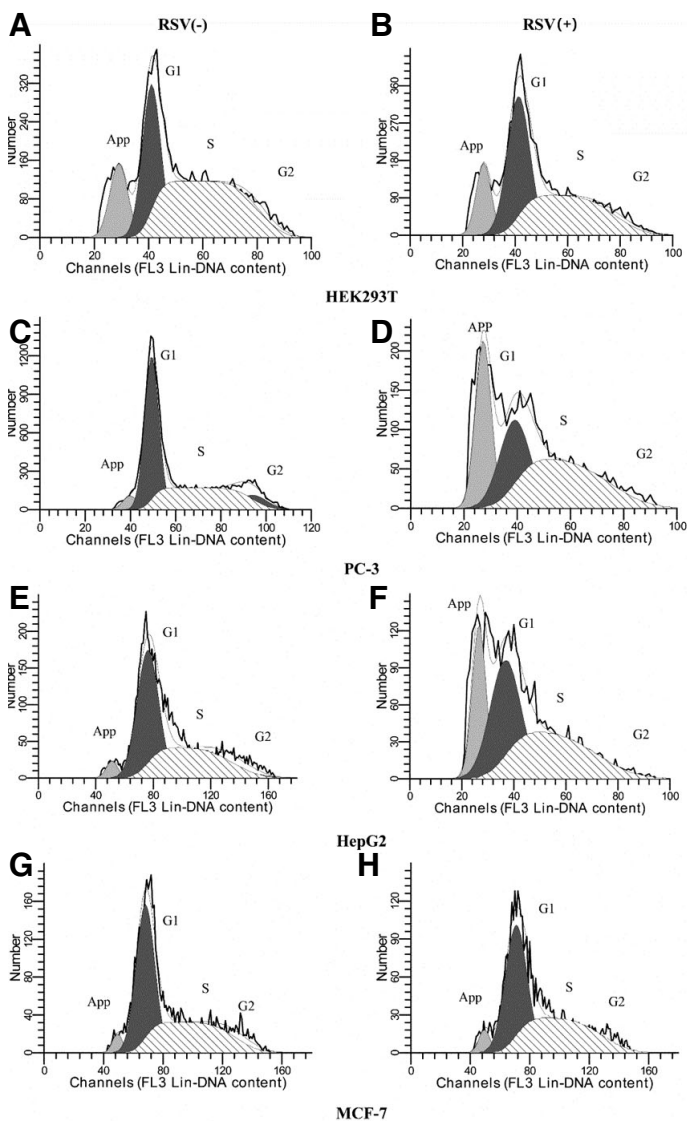 RSV(-) RSV(+)
A B
Number
320
240
160
80
0
0 20 40 60 80 100
App G1 S G2
Channels (FL3 Lin-DNA content)
Number
360
270
180
90
0
0 20 40 60 80 100
App G1 S G2
Channels (FL3 Lin-DNA content)
HEK293T
C D
Number
1200
900
600
300
0
0 20 40 60 80 100 120
App G1 S G2
Channels (FL3 Lin-DNA content)
Number
200
150
100
50
0
0 20 40 60 80 100
APP G1 S G2
Channels (FL3 Lin-DNA content)
PC-3
E F
Number
200
150
100
50
0
0 40 80 120 160
App G1 S G2
Channels (FL3 Lin-DNA content)
Number
120
90
60
30
0
0 20 40 60 80 100
App G1 S G2
Channels (FL3 Lin-DNA content)
HepG2
G H
Number
160
120
80
40
0
0 40 80 120 160
App G1 S G2
Channels (FL3 Lin-DNA content)
Number
120
90
60
30
0
0 40 80 120 160
App G1 S G2
Channels (FL3 Lin-DNA content)
MCF-7